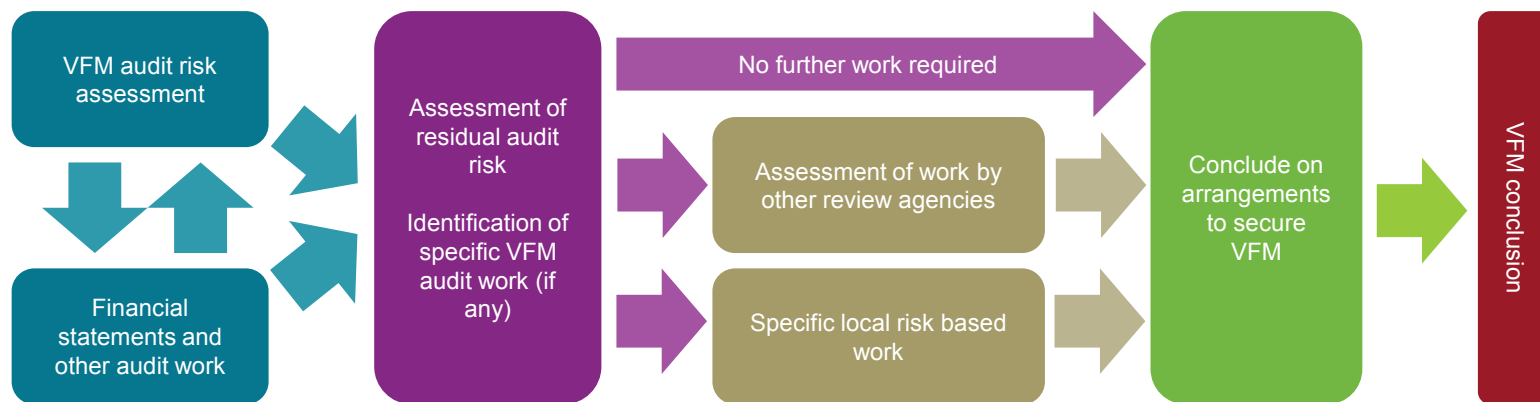 VFM audit risk
assessment
Financial
statements and
other audit work
Assessment of
residual audit
risk
Identification of
specific VFM
audit work (if
any)
No further work required
Assessment of work by
other review agencies
Specific local risk based
work
Conclude on
arrangements
to secure
VFM
VFM conclusion